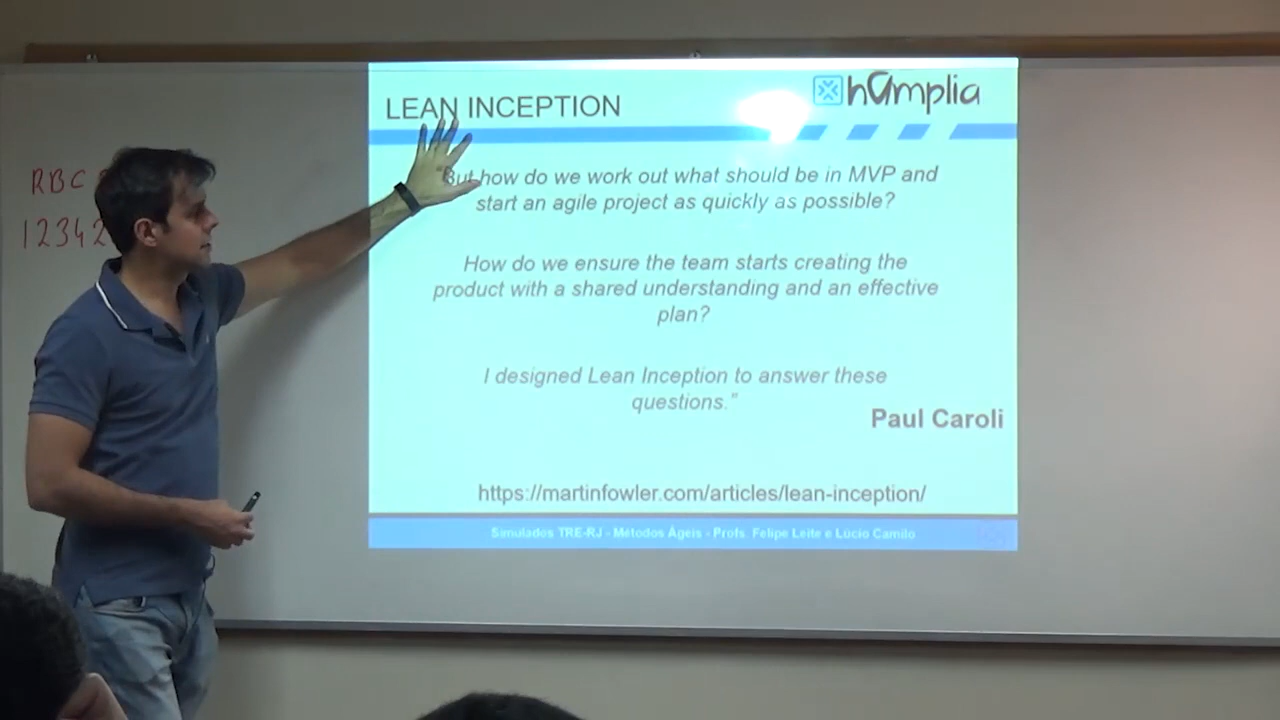 LEAN INCEPTION
hamplia
RBC
12342
"But how do we work out what should be in MVP and
start an agile project as quickly as possible?
How do we ensure the team starts creating the
product with a shared understanding and an effective
plan?
I designed Lean Inception to answer these
questions."
Paul Caroli
https://martinfowler.com/articles/lean-inception/
Simulados TRE-RJ - Métodos Ágeis - Profs. Felipe Leite e Lúcio Camilo